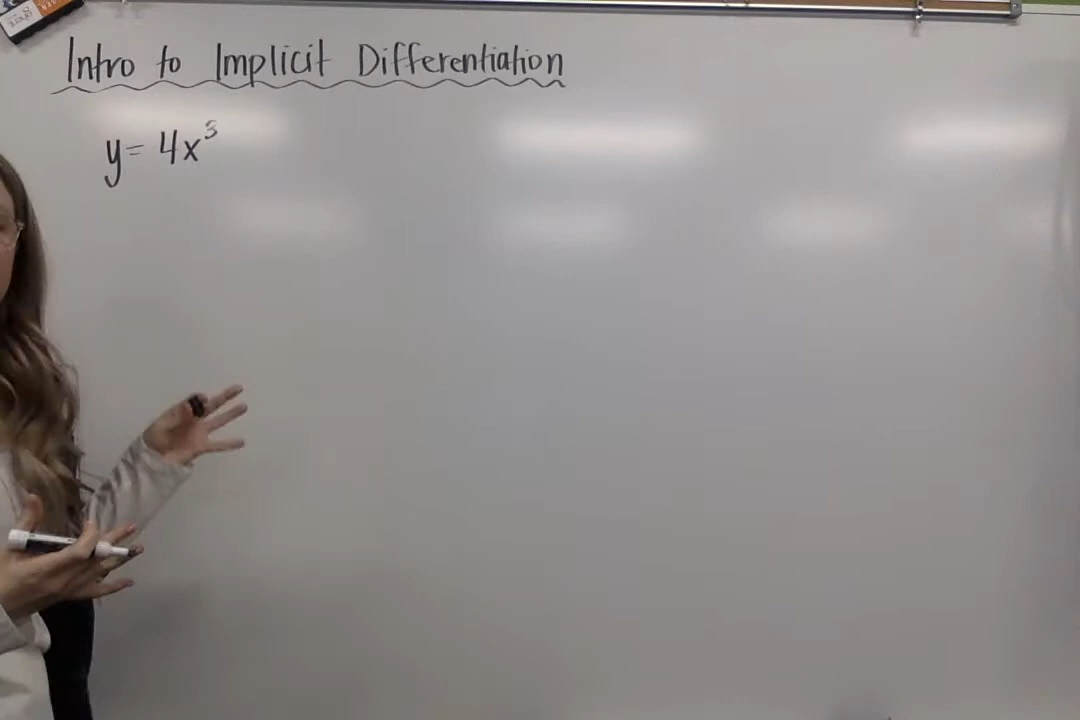 Intro to Implicit Differentiation
y = 4x³